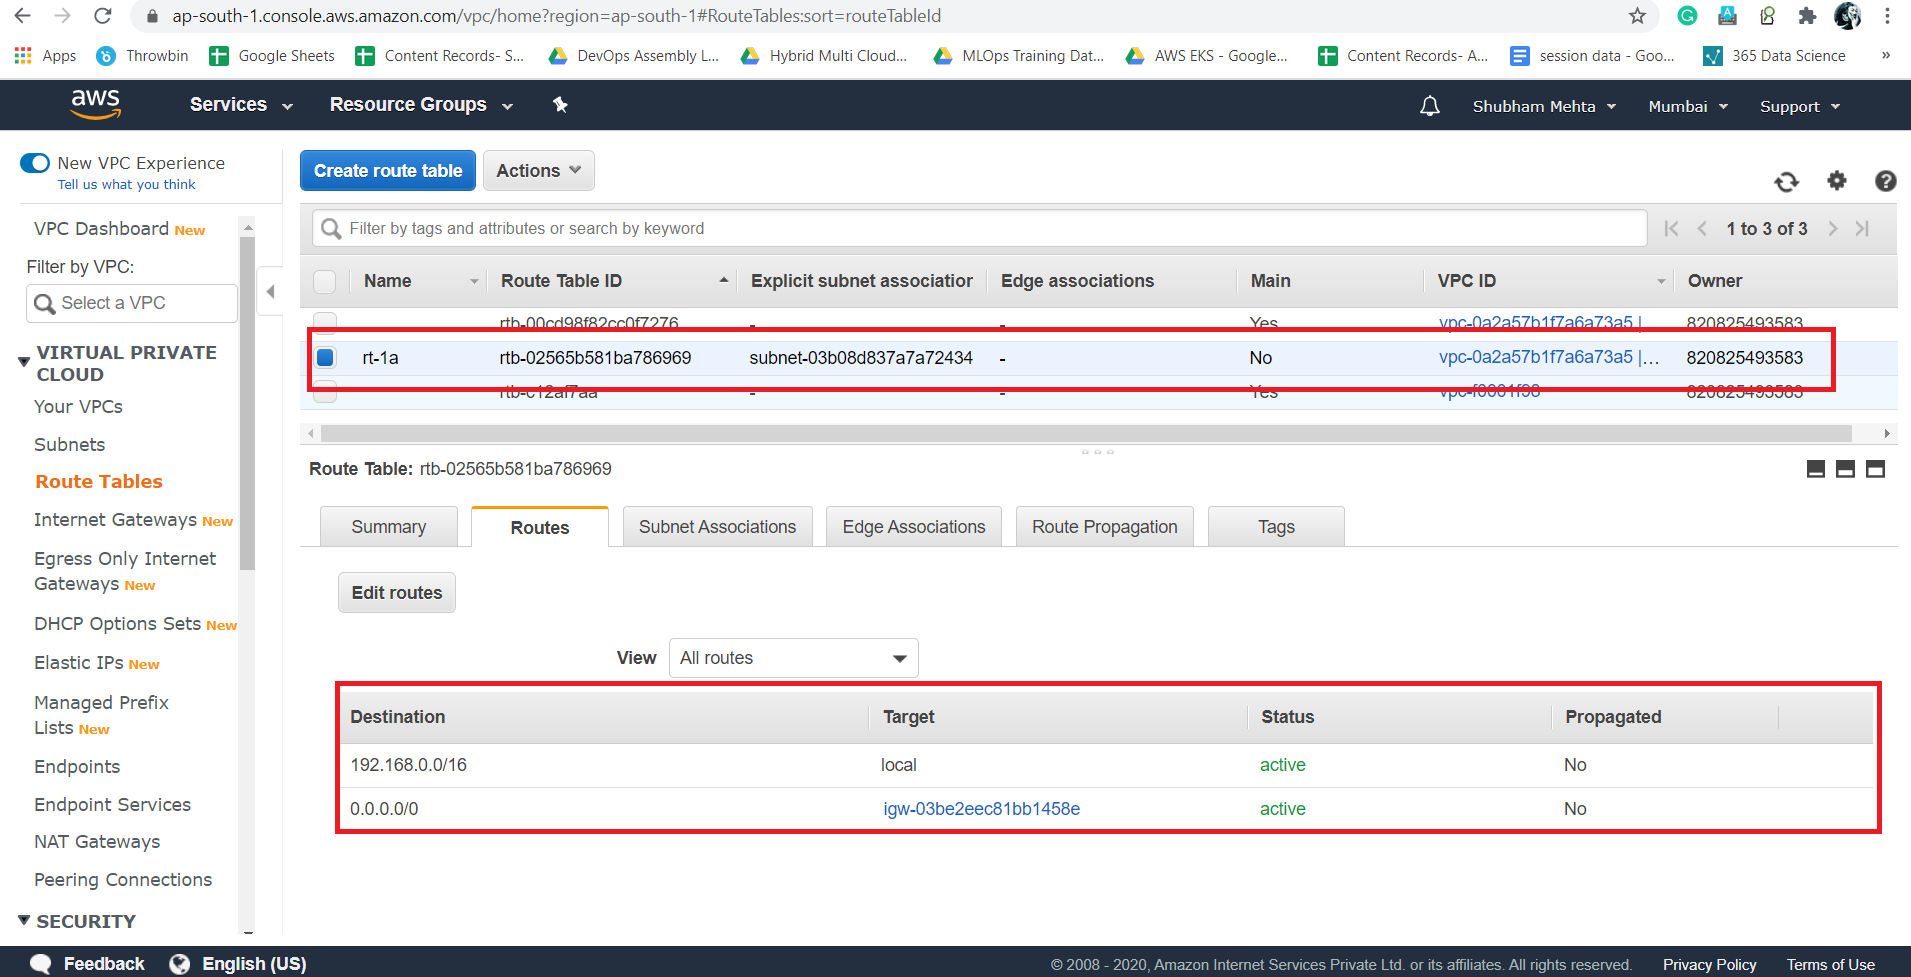 ap-south-1.console.aws.amazon.com/vpc/home?region=ap-south-1#RouteTables:sort=routeTableId
Apps Throwbin Google Sheets Content Records- S... DevOps Assembly L... Hybrid Multi Cloud... MLOps Training Dat... AWS EKS - Google... Content Records- A... session data - Goo... 365 Data Science »
aws Services Resource Groups Shubham Mehta Mumbai Support
New VPC Experience
Tell us what you think
Create route table Actions
VPC Dashboard New
Filter by VPC:
Select a VPC
VIRTUAL PRIVATE
CLOUD
Your VPCs
Subnets
Route Tables
Internet Gateways New
Egress Only Internet
Gateways New
DHCP Options Sets New
Elastic IPs New
Managed Prefix
Lists New
Endpoints
Endpoint Services
NAT Gateways
Peering Connections
SECURITY
Filter by tags and attributes or search by keyword
1 to 3 of 3
Name Route Table ID Explicit subnet association Edge associations Main VPC ID Owner
rtb-00cd98f82cc0f7276 - - Yes vpc-0a2a57b1f7a6a73a5 | 820825493583
rt-1a rtb-02565b581ba786969 subnet-03b08d837a7a72434 - No vpc-0a2a57b1f7a6a73a5 |... 820825493583
rtb-c12af7aa - - Yes vpc-f0001f98 820825493583
Route Table: rtb-02565b581ba786969
Summary Routes Subnet Associations Edge Associations Route Propagation Tags
Edit routes
View All routes
Destination Target Status Propagated
192.168.0.0/16 local active No
0.0.0.0/0 igw-03be2eec81bb1458e active No
Feedback English (US) © 2008 - 2020, Amazon Internet Services Private Ltd. or its affiliates. All rights reserved. Privacy Policy Terms of Use